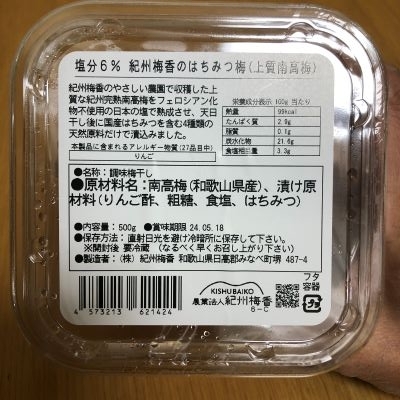 塩分6% 紀州梅香のはちみつ梅(上質南高梅)
紀州梅香のやさしい農園で収穫した上
質な紀州完熟南高梅をフェロシアン化
物不使用の日本の塩で熟成させ、天日
干し後に国産はちみつを含む4種類の
天然原料だけで漬込みました。
本製品に含まれるアレルギー物質(27品目中)
りんご
栄養成分表示 100g 当たり
熱量 99kcal
たんぱく質 2.9g
脂質 0.1g
炭水化物 21.6g
食塩相当量 3.3g
●名称:調味梅干し
●原材料名:南高梅(和歌山県産)、漬け原
材料(りんご酢、粗糖、食塩、はちみつ)
●内容量:500g ●賞味期限 24.05.18
●保存方法:直射日光を避け冷暗所に保存して下さい。
※開封後 要冷蔵 (なるべく早くお召し上がり下さい)
●製造者:(株) 紀州梅香 和歌山県日高郡みなべ町堺 487-4
4 573213 621424
KISHUBAIKO
農業法人 紀州梅香
6-C
フタ
容器
プラ